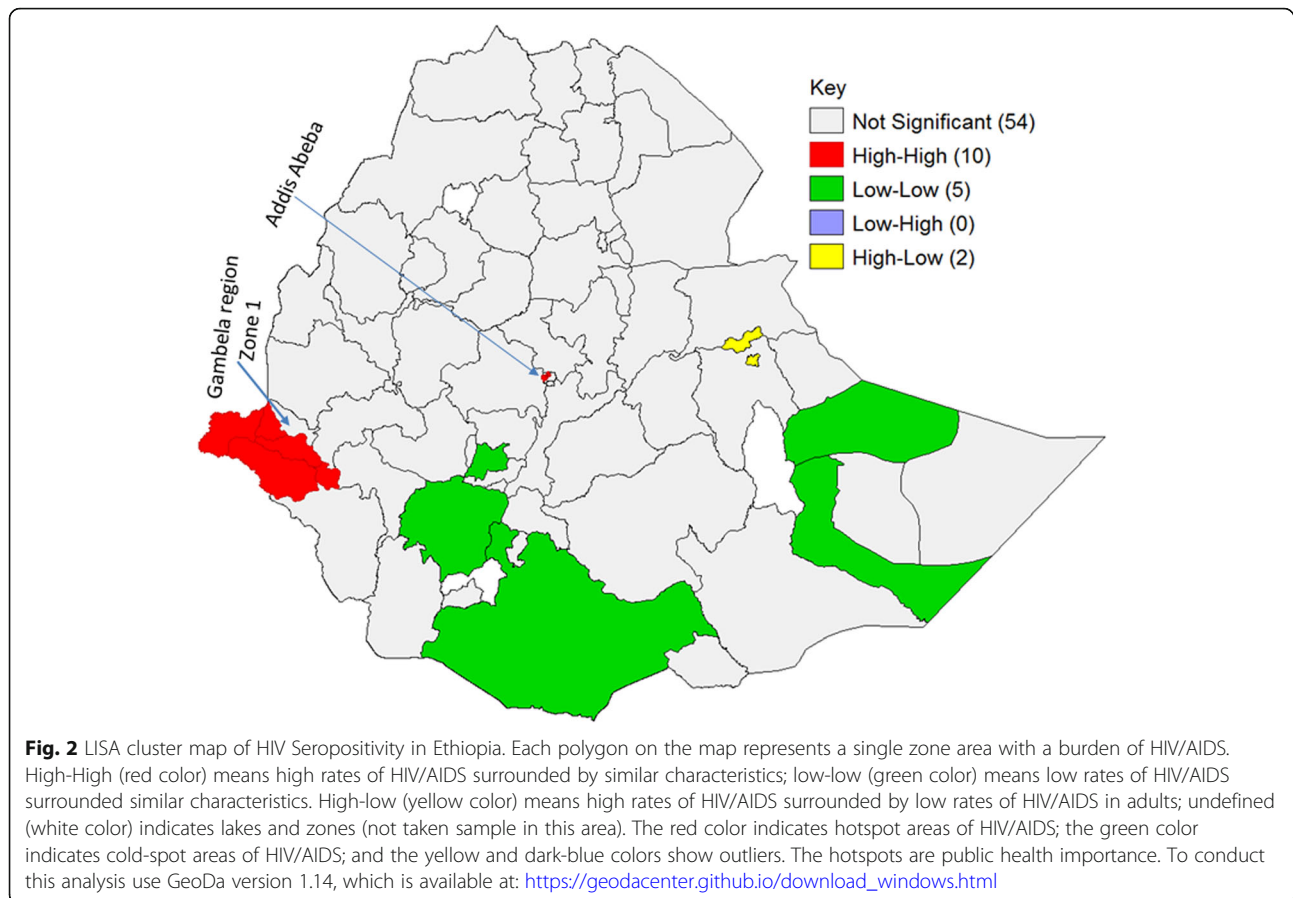 Key
Not Significant (54)
High-High (10)
Low-Low (5)
Low-High (0)
High-Low (2)
Addis Abeba
Gambela region
Zone 1
Fig. 2 LISA cluster map of HIV Seropositivity in Ethiopia. Each polygon on the map represents a single zone area with a burden of HIV/AIDS.
High-High (red color) means high rates of HIV/AIDS surrounded by similar characteristics; low-low (green color) means low rates of HIV/AIDS
surrounded similar characteristics. High-low (yellow color) means high rates of HIV/AIDS surrounded by low rates of HIV/AIDS in adults; undefined
(white color) indicates lakes and zones (not taken sample in this area). The red color indicates hotspot areas of HIV/AIDS; the green color
indicates cold-spot areas of HIV/AIDS; and the yellow and dark-blue colors show outliers. The hotspots are public health importance. To conduct
this analysis use GeoDa version 1.14, which is available at: https://geodacenter.github.io/download_windows.html